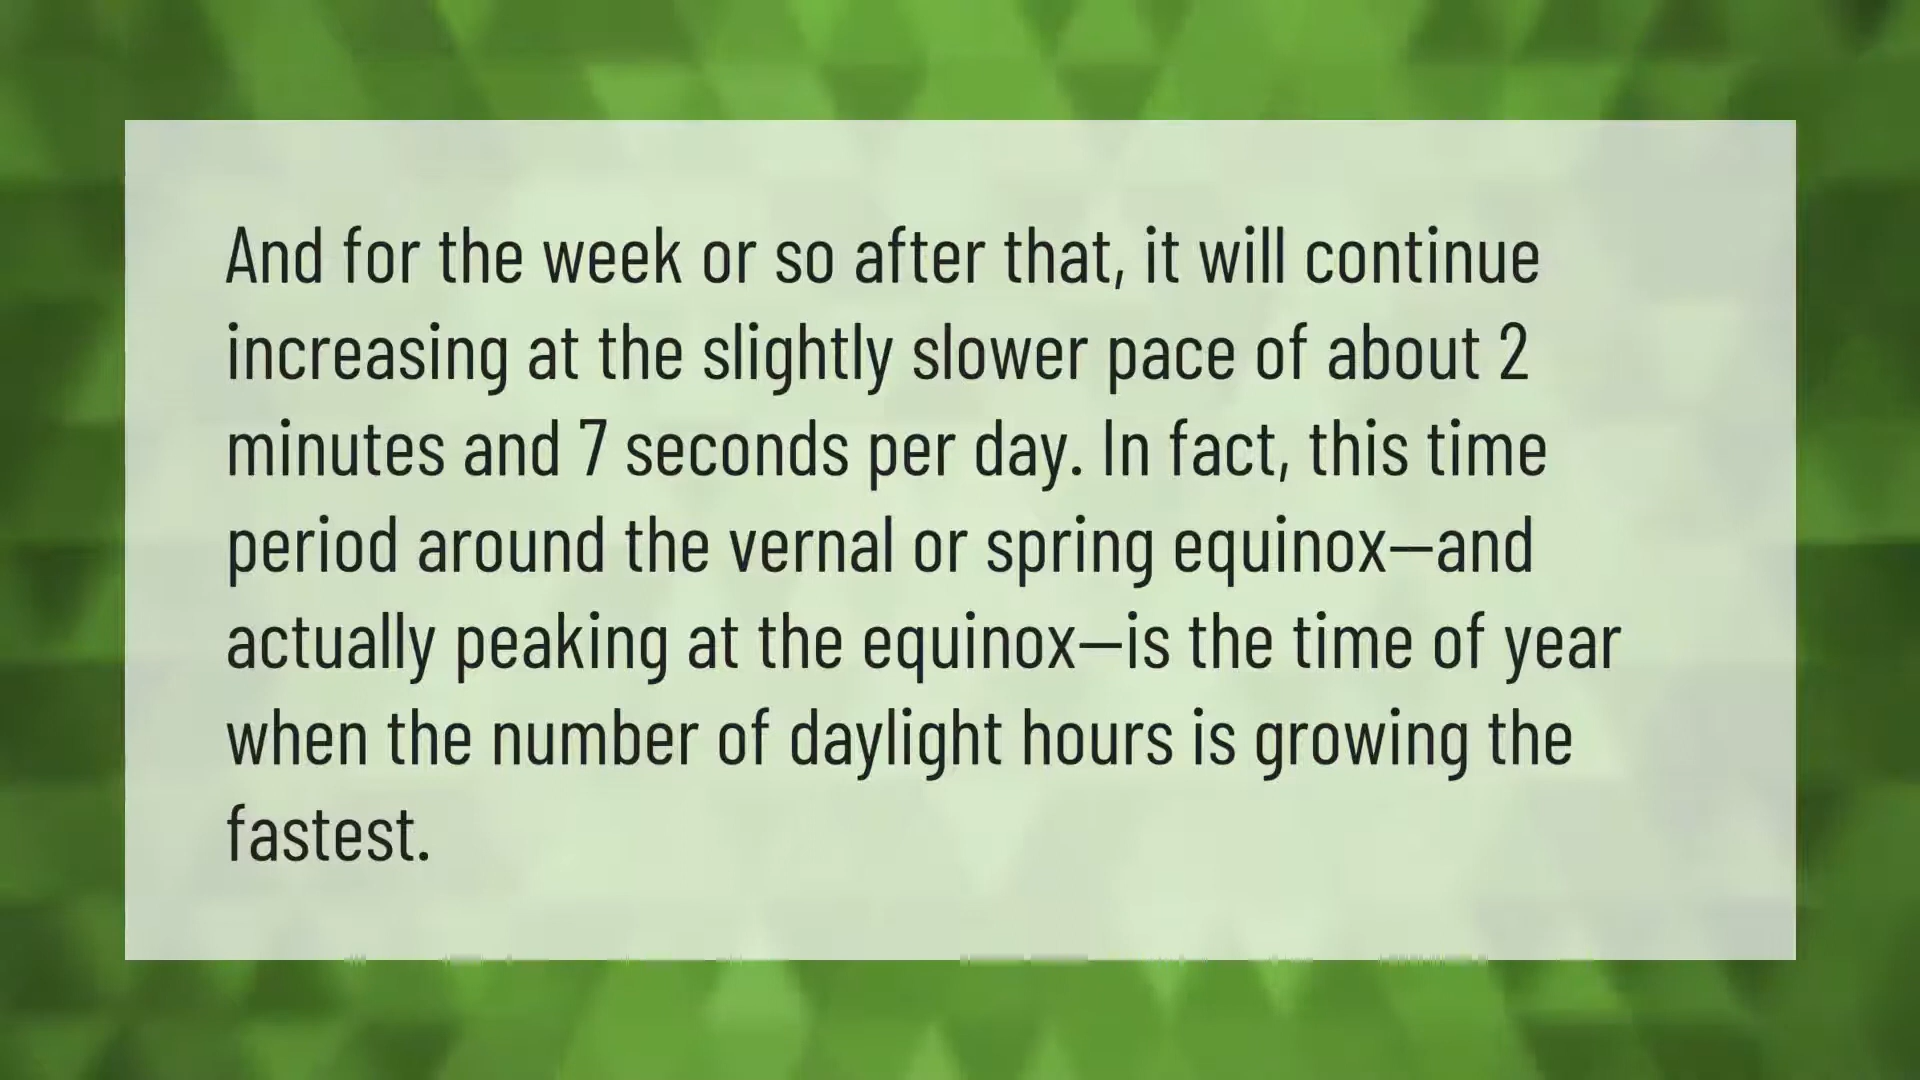 And for the week or so after that, it will continue
increasing at the slightly slower pace of about 2
minutes and 7 seconds per day. In fact, this time
period around the vernal or spring equinox—and
actually peaking at the equinox—is the time of year
when the number of daylight hours is growing the
fastest.